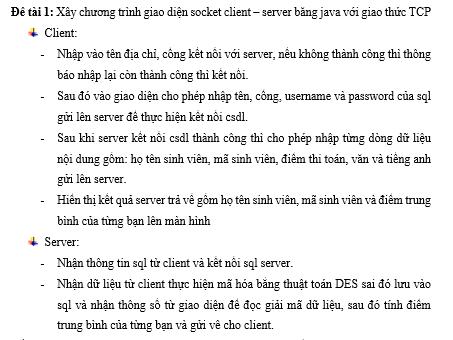 Đề tài 1: Xây chương trình giao diện socket client – server bằng java với giao thức TCP
Client:
- Nhập vào tên địa chỉ, cổng kết nối với server, nếu không thành công thì thông
báo nhập lại còn thành công thì kết nối.
- Sau đó vào giao diện cho phép nhập tên, cổng, username và password của sql
gửi lên server để thực hiện kết nối csdl.
- Sau khi server kết nối csdl thành công thì cho phép nhập từng dòng dữ liệu
nội dung gồm: họ tên sinh viên, mã sinh viên, điểm thi toán, văn và tiếng anh
gửi lên server.
- Hiển thị kết quả server trả về gồm họ tên sinh viên, mã sinh viên và điểm trung
bình của từng bạn lên màn hình
Server:
- Nhận thông tin sql từ client và kết nối sql server.
- Nhận dữ liệu từ client thực hiện mã hóa bằng thuật toán DES sai đó lưu vào
sql và nhận thông số từ giao diện để đọc giải mã dữ liệu, sau đó tính điểm
trung bình của từng bạn và gửi về cho client.